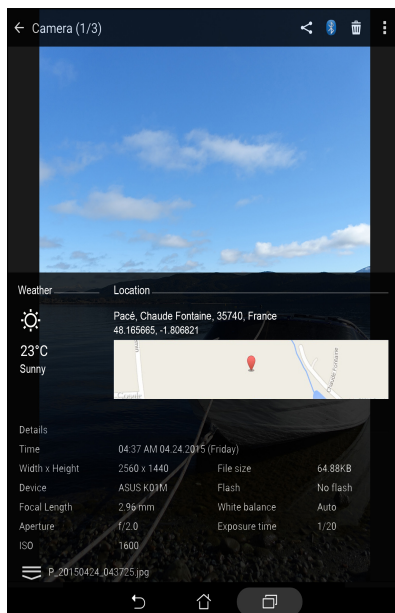 Camera (1/3)
Weather
Location
Pacé, Chaude Fontaine, 35740, France
48.165665, -1.806821
23°C
Sunny
Chaude Fontaine
Google
Details
Time 04:37 AM 04.24.2015 (Friday)
Width x Height 2560 x 1440 File size 64.88KB
Device ASUS K01M Flash No flash
Focal Length 2.96 mm White balance Auto
Aperture f/2.0 Exposure time 1/20
ISO 1600
P_20150424_043725.jpg